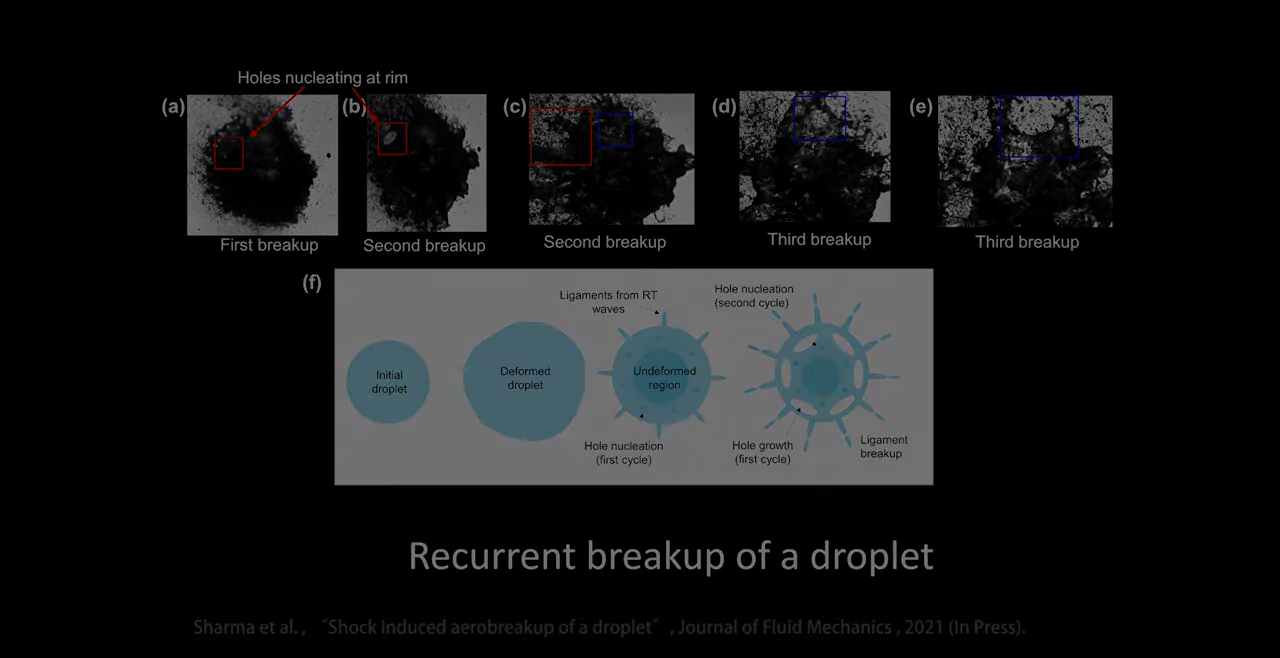 Holes nucleating at rim
(a)
(b)
(c)
(d)
(e)
First breakup
Second breakup
Second breakup
Third breakup
Third breakup
(f)
Initial
droplet
Deformed
droplet
Ligaments from RT
waves
Undeformed
region
Hole nucleation
(first cycle)
Hole nucleation
(second cycle)
Hole growth
(first cycle)
Ligament
breakup
Recurrent breakup of a droplet
Sharma et al. , “Shock Induced aerobreakup of a droplet” , Journal of Fluid Mechanics , 2021 (In Press).